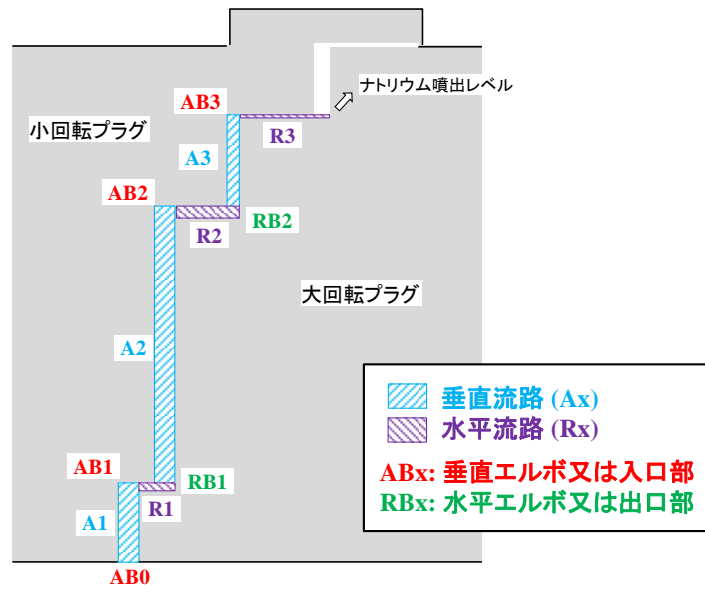 ナトリウム噴出レベル
AB3
小回転プラグ
R3
A3
AB2
R2
RB2
大回転プラグ
A2
垂直流路 (Ax)
水平流路 (Rx)
ABx: 垂直エルボ又は入口部
RBx: 水平エルボ又は出口部
AB1
RB1
R1
A1
AB0